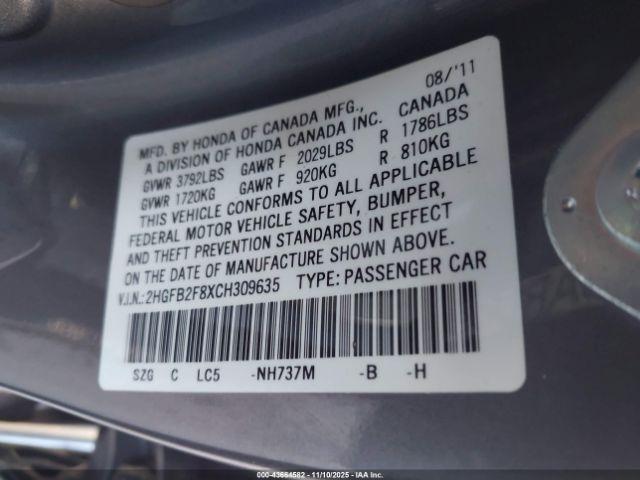 08/'11
MFD. BY HONDA OF CANADA MFG.,
A DIVISION OF HONDA CANADA INC. CANADA
GVWR 3792LBS GAWR F 2029LBS R 1786LBS
GVWR 1720KG GAWR F 920KG R 810KG
THIS VEHICLE CONFORMS TO ALL APPLICABLE
FEDERAL MOTOR VEHICLE SAFETY, BUMPER,
AND THEFT PREVENTION STANDARDS IN EFFECT
ON THE DATE OF MANUFACTURE SHOWN ABOVE.
V.I.N.:2HGFB2F8XCH309635 TYPE:PASSENGER CAR
SZG C LC5 -NH737M -B -H
000-43654582 - 11/10/2025 - IAA Inc.